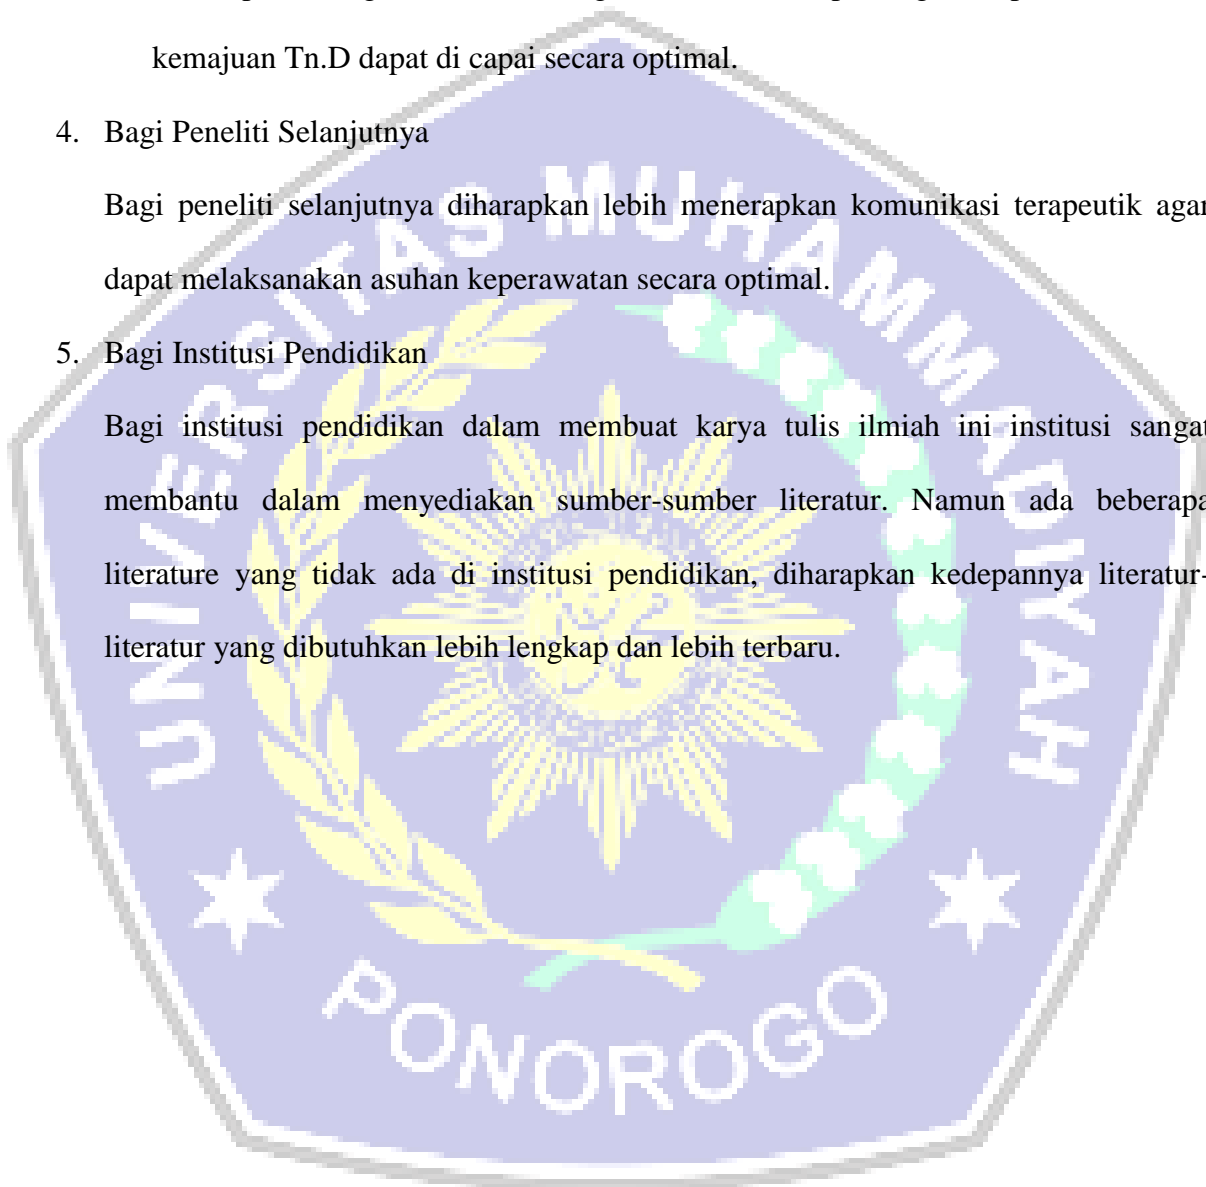 kemajuan Tn.D dapat di capai secara optimal.
4. Bagi Peneliti Selanjutnya
Bagi peneliti selanjutnya diharapkan lebih menerapkan komunikasi terapeutik agar
dapat melaksanakan asuhan keperawatan secara optimal.
5. Bagi Institusi Pendidikan
Bagi institusi pendidikan dalam membuat karya tulis ilmiah ini institusi sangat
membantu dalam menyediakan sumber-sumber literatur. Namun ada beberapa
literature yang tidak ada di institusi pendidikan, diharapkan kedepannya literatur-
literatur yang dibutuhkan lebih lengkap dan lebih terbaru.
UNIVERSITAS MUHAMMADIYAH
PONOROGO